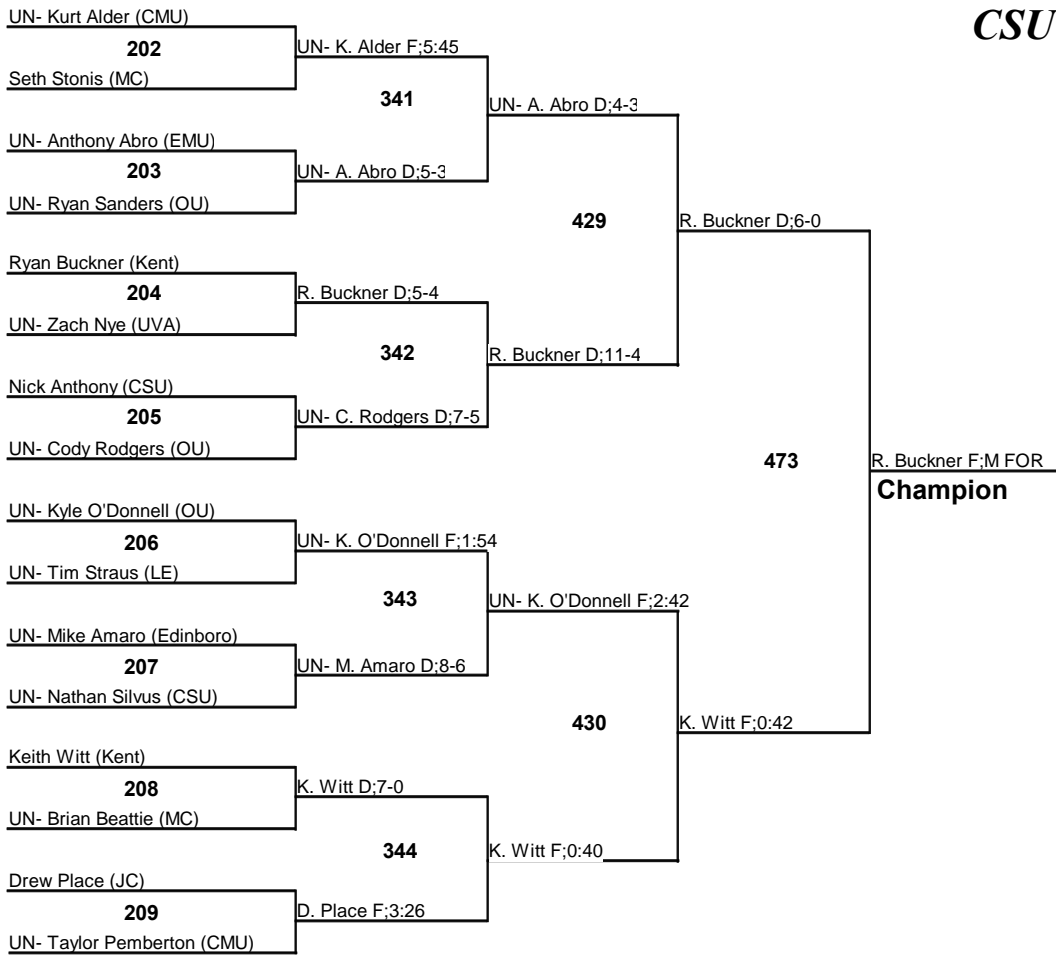 CSU
UN- Kurt Alder (CMU)
202
Seth Stonis (MC)
UN- Anthony Abro (EMU)
203
UN- Ryan Sanders (OU)
Ryan Buckner (Kent)
204
UN- Zach Nye (UVA)
Nick Anthony (CSU)
205
UN- Cody Rodgers (OU)
UN- Kyle O'Donnell (OU)
206
UN- Tim Straus (LE)
UN- Mike Amaro (Edinboro)
207
UN- Nathan Silvus (CSU)
Keith Witt (Kent)
208
UN- Brian Beattie (MC)
Drew Place (JC)
209
UN- Taylor Pemberton (CMU)
UN- K. Alder F;5:45
341
UN- A. Abro D;5-3
R. Buckner D;5-4
342
UN- C. Rodgers D;7-5
UN- K. O'Donnell F;1:54
343
UN- M. Amaro D;8-6
K. Witt D;7-0
344
D. Place F;3:26
UN- A. Abro D;4-3
429
R. Buckner D;11-4
UN- K. O'Donnell F;2:42
430
K. Witt F;0:40
R. Buckner D;6-0
473
K. Witt F;0:42
R. Buckner F;M FOR
Champion